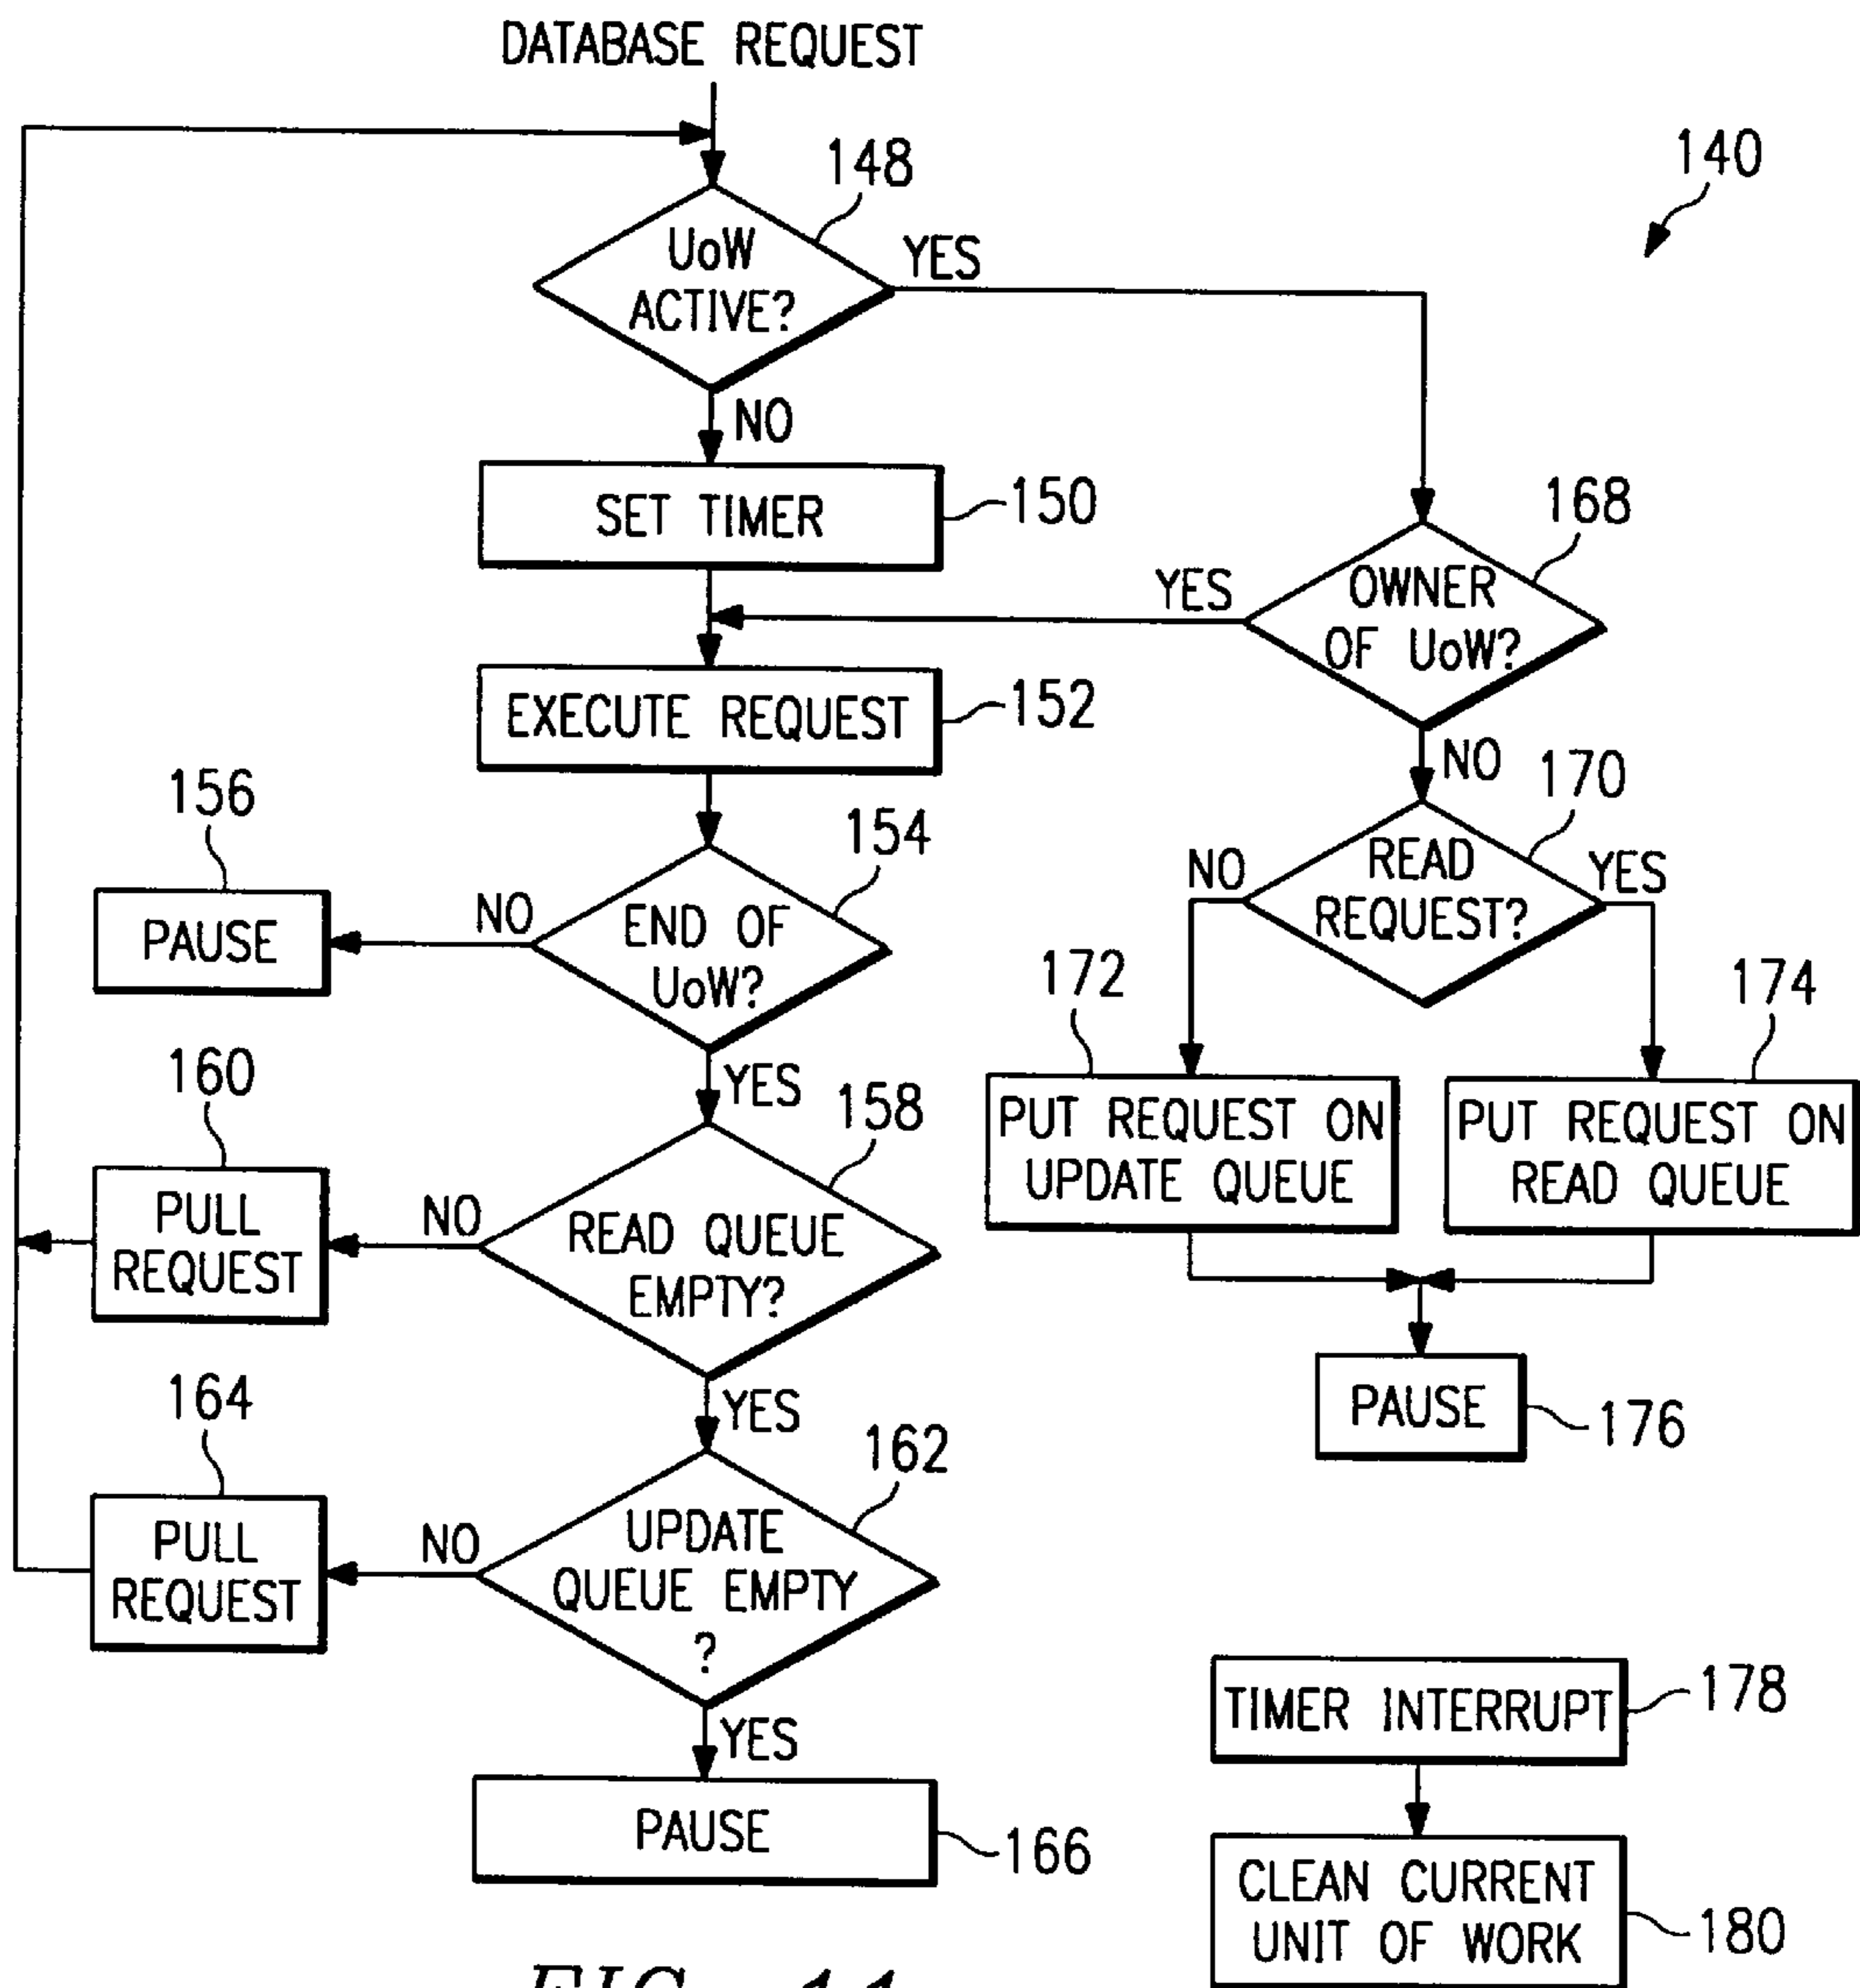 DATABASE REQUEST
148
140
UoW
ACTIVE?
YES
NO
SET TIMER
150
168
OWNER
OF UoW?
YES
NO
EXECUTE REQUEST
152
156
PAUSE
154
END OF
UoW?
NO
YES
170
READ
REQUEST?
NO
YES
172
PUT REQUEST ON
UPDATE QUEUE
174
PUT REQUEST ON
READ QUEUE
160
PULL
REQUEST
158
READ QUEUE
EMPTY?
NO
YES
PAUSE
176
164
PULL
REQUEST
162
UPDATE
QUEUE EMPTY
?
NO
YES
PAUSE
166
TIMER INTERRUPT
178
CLEAN CURRENT
UNIT OF WORK
180